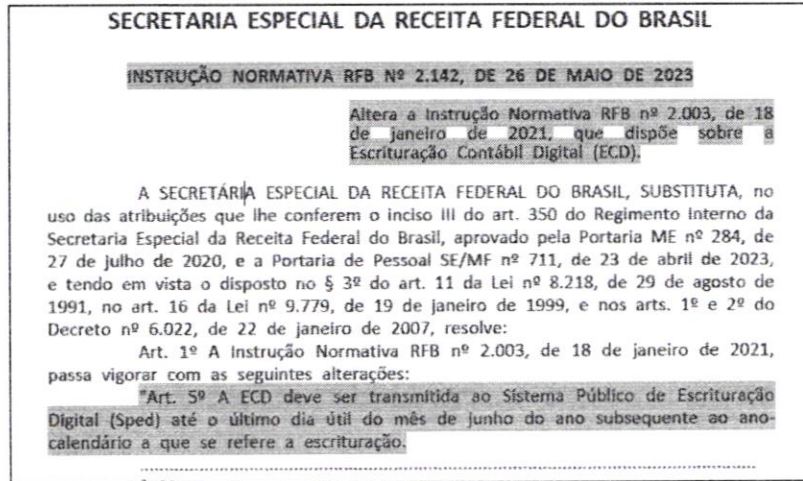 SECRETARIA ESPECIAL DA RECEITA FEDERAL DO BRASIL
INSTRUÇÃO NORMATIVA RFB Nº 2.142, DE 26 DE MAIO DE 2023
Altera a Instrução Normativa RFB nº 2.003, de 18
de janeiro de 2021, que dispõe sobre a
Escrituração Contábil Digital (ECD).
A SECRETÁRIA ESPECIAL DA RECEITA FEDERAL DO BRASIL, SUBSTITUTA, no
uso das atribuições que lhe conferem o inciso III do art. 350 do Regimento Interno da
Secretaria Especial da Receita Federal do Brasil, aprovado pela Portaria ME nº 284, de
27 de julho de 2020, e a Portaria de Pessoal SE/MF nº 711, de 23 de abril de 2023,
e tendo em vista o disposto no § 3º do art. 11 da Lei nº 8.218, de 29 de agosto de
1991, no art. 16 da Lei nº 9.779, de 19 de janeiro de 1999, e nos arts. 1º e 2º do
Decreto nº 6.022, de 22 de janeiro de 2007, resolve:
Art. 1º A Instrução Normativa RFB nº 2.003, de 18 de janeiro de 2021,
passa vigorar com as seguintes alterações:
"Art. 5º A ECD deve ser transmitida ao Sistema Público de Escrituração
Digital (Sped) até o último dia útil do mês de junho do ano subsequente ao ano-
calendário a que se refere a escrituração.